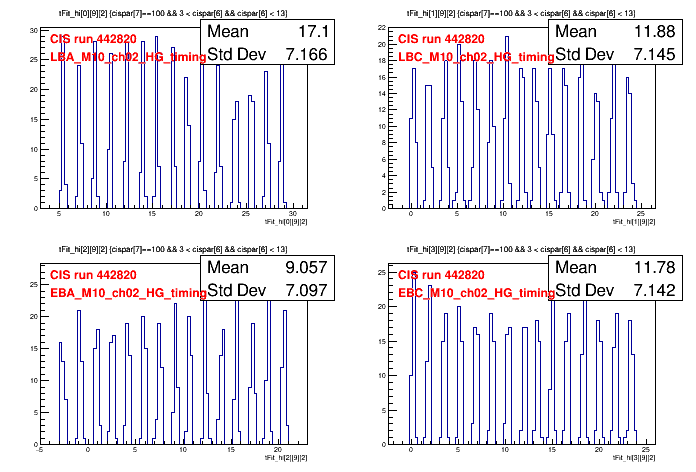 tFit_hi[0][9][2] {cispar[7]==100 && 3 < cispar[6] && cispar[6] < 13}
CIS run 442820
LBA_M10_ch02_HG_timing
Mean 17.1
Std Dev 7.166
30
25
20
15
10
5
0
5 10 15 20 25 30
tFit_hi[0][9][2]
tFit_hi[1][9][2] {cispar[7]==100 && 3 < cispar[6] && cispar[6] < 13}
CIS run 442820
LBC_M10_ch02_HG_timing
Mean 11.88
Std Dev 7.145
22
20
18
16
14
12
10
8
6
4
2
0
0 5 10 15 20 25
tFit_hi[1][9][2]
tFit_hi[2][9][2] {cispar[7]==100 && 3 < cispar[6] && cispar[6] < 13}
CIS run 442820
EBA_M10_ch02_HG_timing
Mean 9.057
Std Dev 7.097
25
20
15
10
5
0
-5 0 5 10 15 20
tFit_hi[2][9][2]
tFit_hi[3][9][2] {cispar[7]==100 && 3 < cispar[6] && cispar[6] < 13}
CIS run 442820
EBC_M10_ch02_HG_timing
Mean 11.78
Std Dev 7.142
25
20
15
10
5
0
0 5 10 15 20 25
tFit_hi[3][9][2]